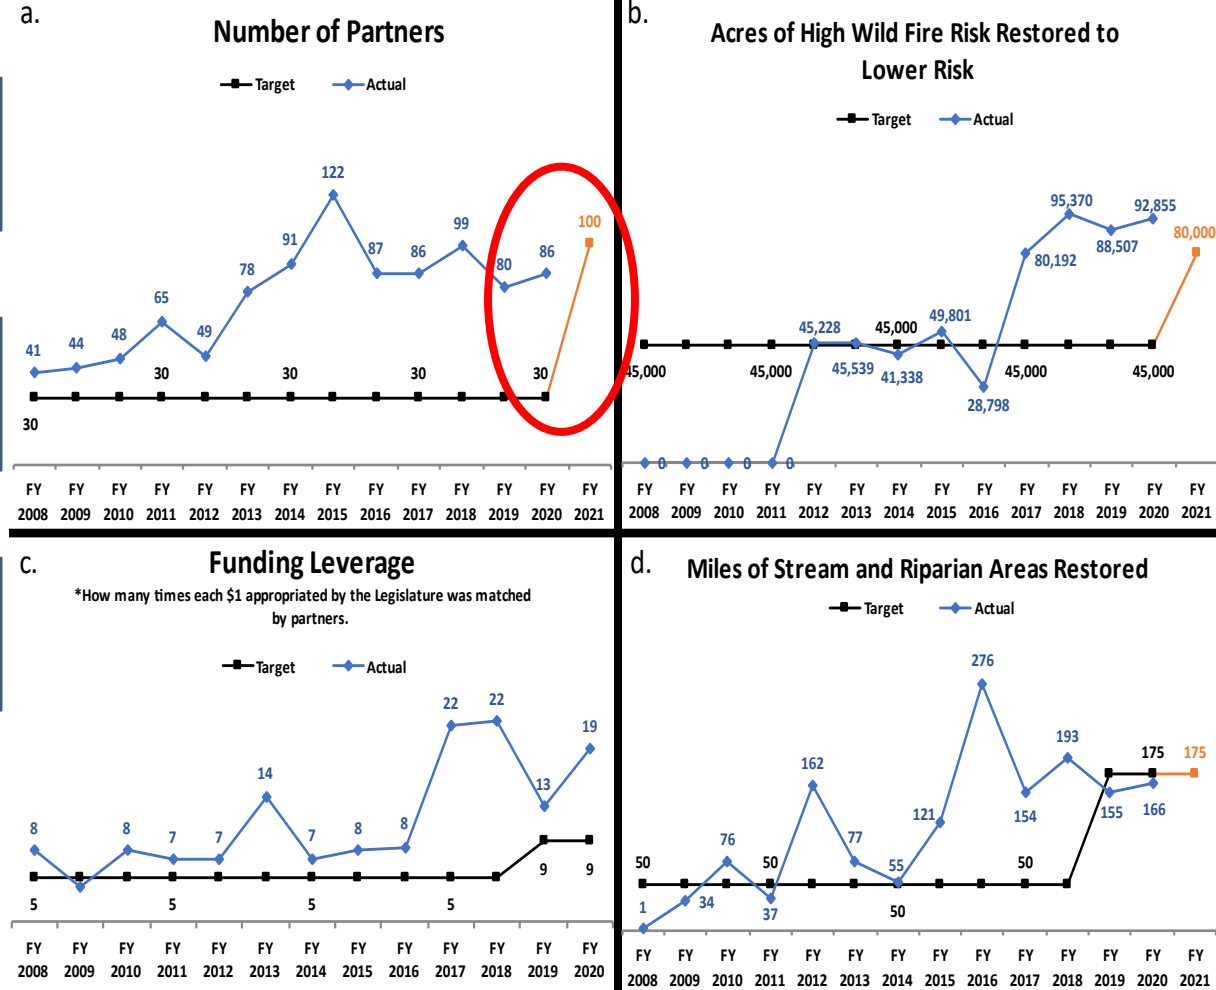 a.
Number of Partners
Target Actual
122
100
99
91
87 86 86
78 80
65
41 44 48 49
30 30 30 30
30
FY FY FY FY FY FY FY FY FY FY FY FY FY FY
2008 2009 2010 2011 2012 2013 2014 2015 2016 2017 2018 2019 2020 2021
b.
Acres of High Wild Fire Risk Restored to
Lower Risk
Target Actual
95,370 92,855
80,000
88,507
80,192
49,801
45,228 45,000
45,000 45,000 45,539 41,338 45,000 45,000
28,798
0 0 0 0
FY FY FY FY FY FY FY FY FY FY FY FY FY FY
2008 2009 2010 2011 2012 2013 2014 2015 2016 2017 2018 2019 2020 2021
c.
Funding Leverage
*How many times each $1 appropriated by the Legislature was matched
by partners.
Target Actual
22 22
19
14 13
8 8 7 7 7 8 8
9 9
5 5 5 5
FY FY FY FY FY FY FY FY FY FY FY FY FY
2008 2009 2010 2011 2012 2013 2014 2015 2016 2017 2018 2019 2020
d.
Miles of Stream and Riparian Areas Restored
Target Actual
276
193
175 175
162
154 155 166
121
76 77
50 50 55 50
1 34 37 50
FY FY FY FY FY FY FY FY FY FY FY FY FY FY
2008 2009 2010 2011 2012 2013 2014 2015 2016 2017 2018 2019 2020 2021